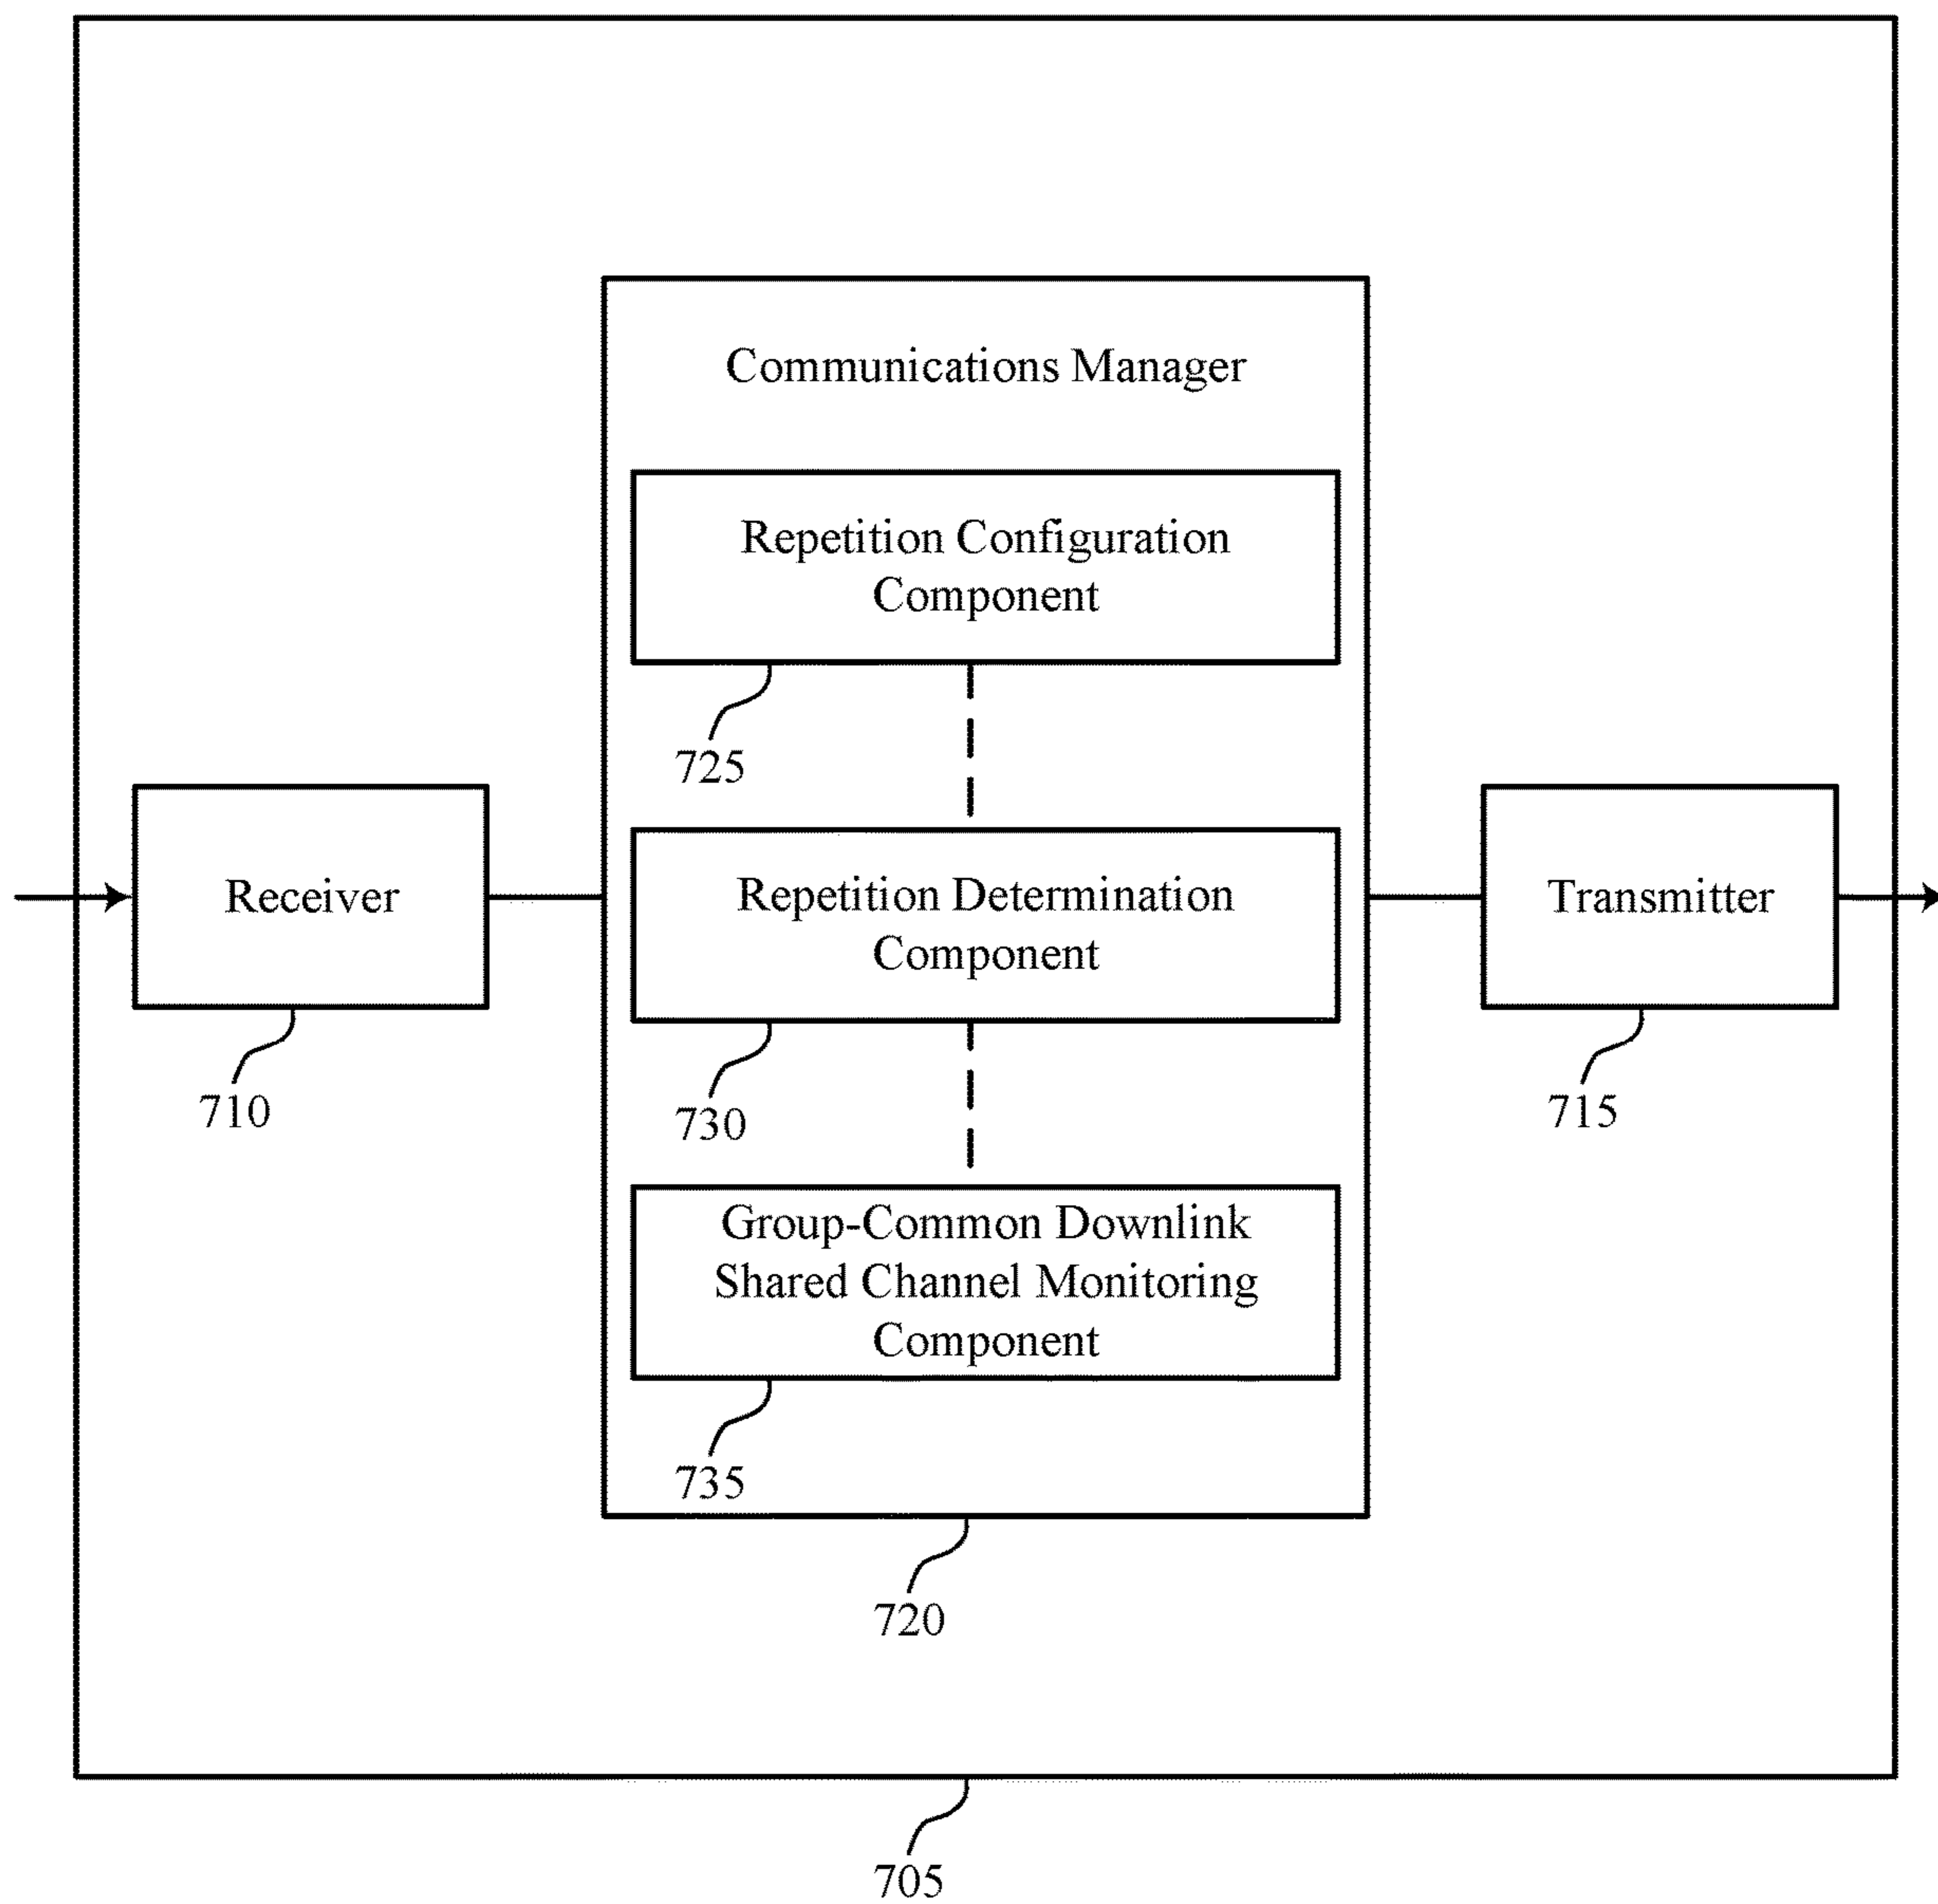 Communications Manager
Repetition Configuration
Component
725
Receiver
710
Repetition Determination
Component
730
Transmitter
715
Group-Common Downlink
Shared Channel Monitoring
Component
735
720
705